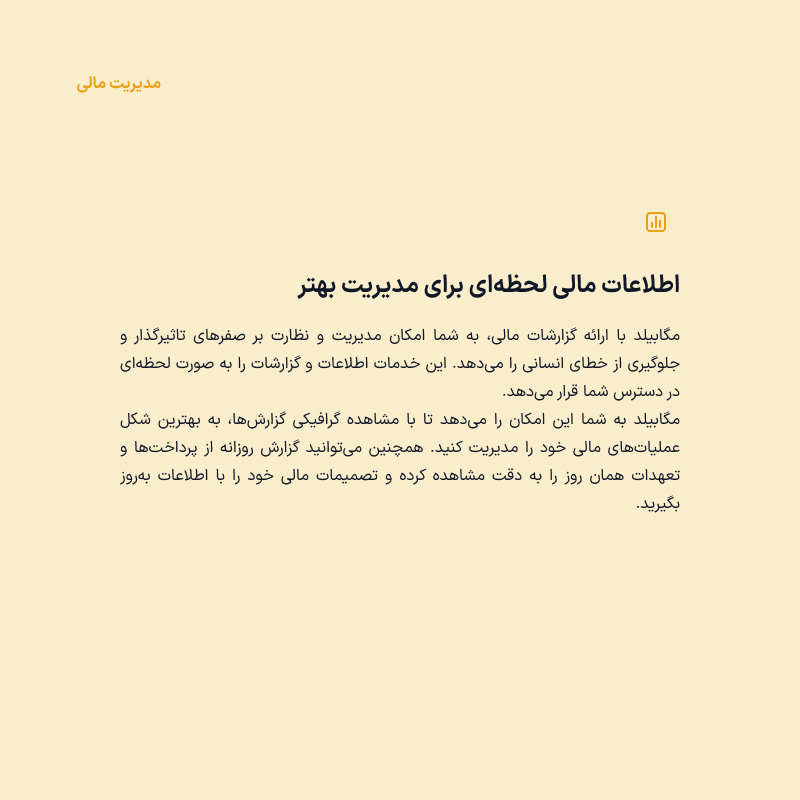 مدیریت مالی
اطلاعات مالی لحظه‌ای برای مدیریت بهتر
مگابیلد با ارائه گزارشات مالی، به شما امکان مدیریت و نظارت بر صفرهای تاثیرگذار و
جلوگیری از خطای انسانی را می‌دهد. این خدمات اطلاعات و گزارشات را به صورت لحظه‌ای
در دسترس شما قرار می‌دهد.
مگابیلد به شما این امکان را می‌دهد تا با مشاهده گرافیکی گزارش‌ها، به بهترین شکل
عملیات‌های مالی خود را مدیریت کنید. همچنین می‌توانید گزارش روزانه از پرداخت‌ها و
تعهدات همان روز را به دقت مشاهده کرده و تصمیمات مالی خود را با اطلاعات به‌روز
بگیرید.